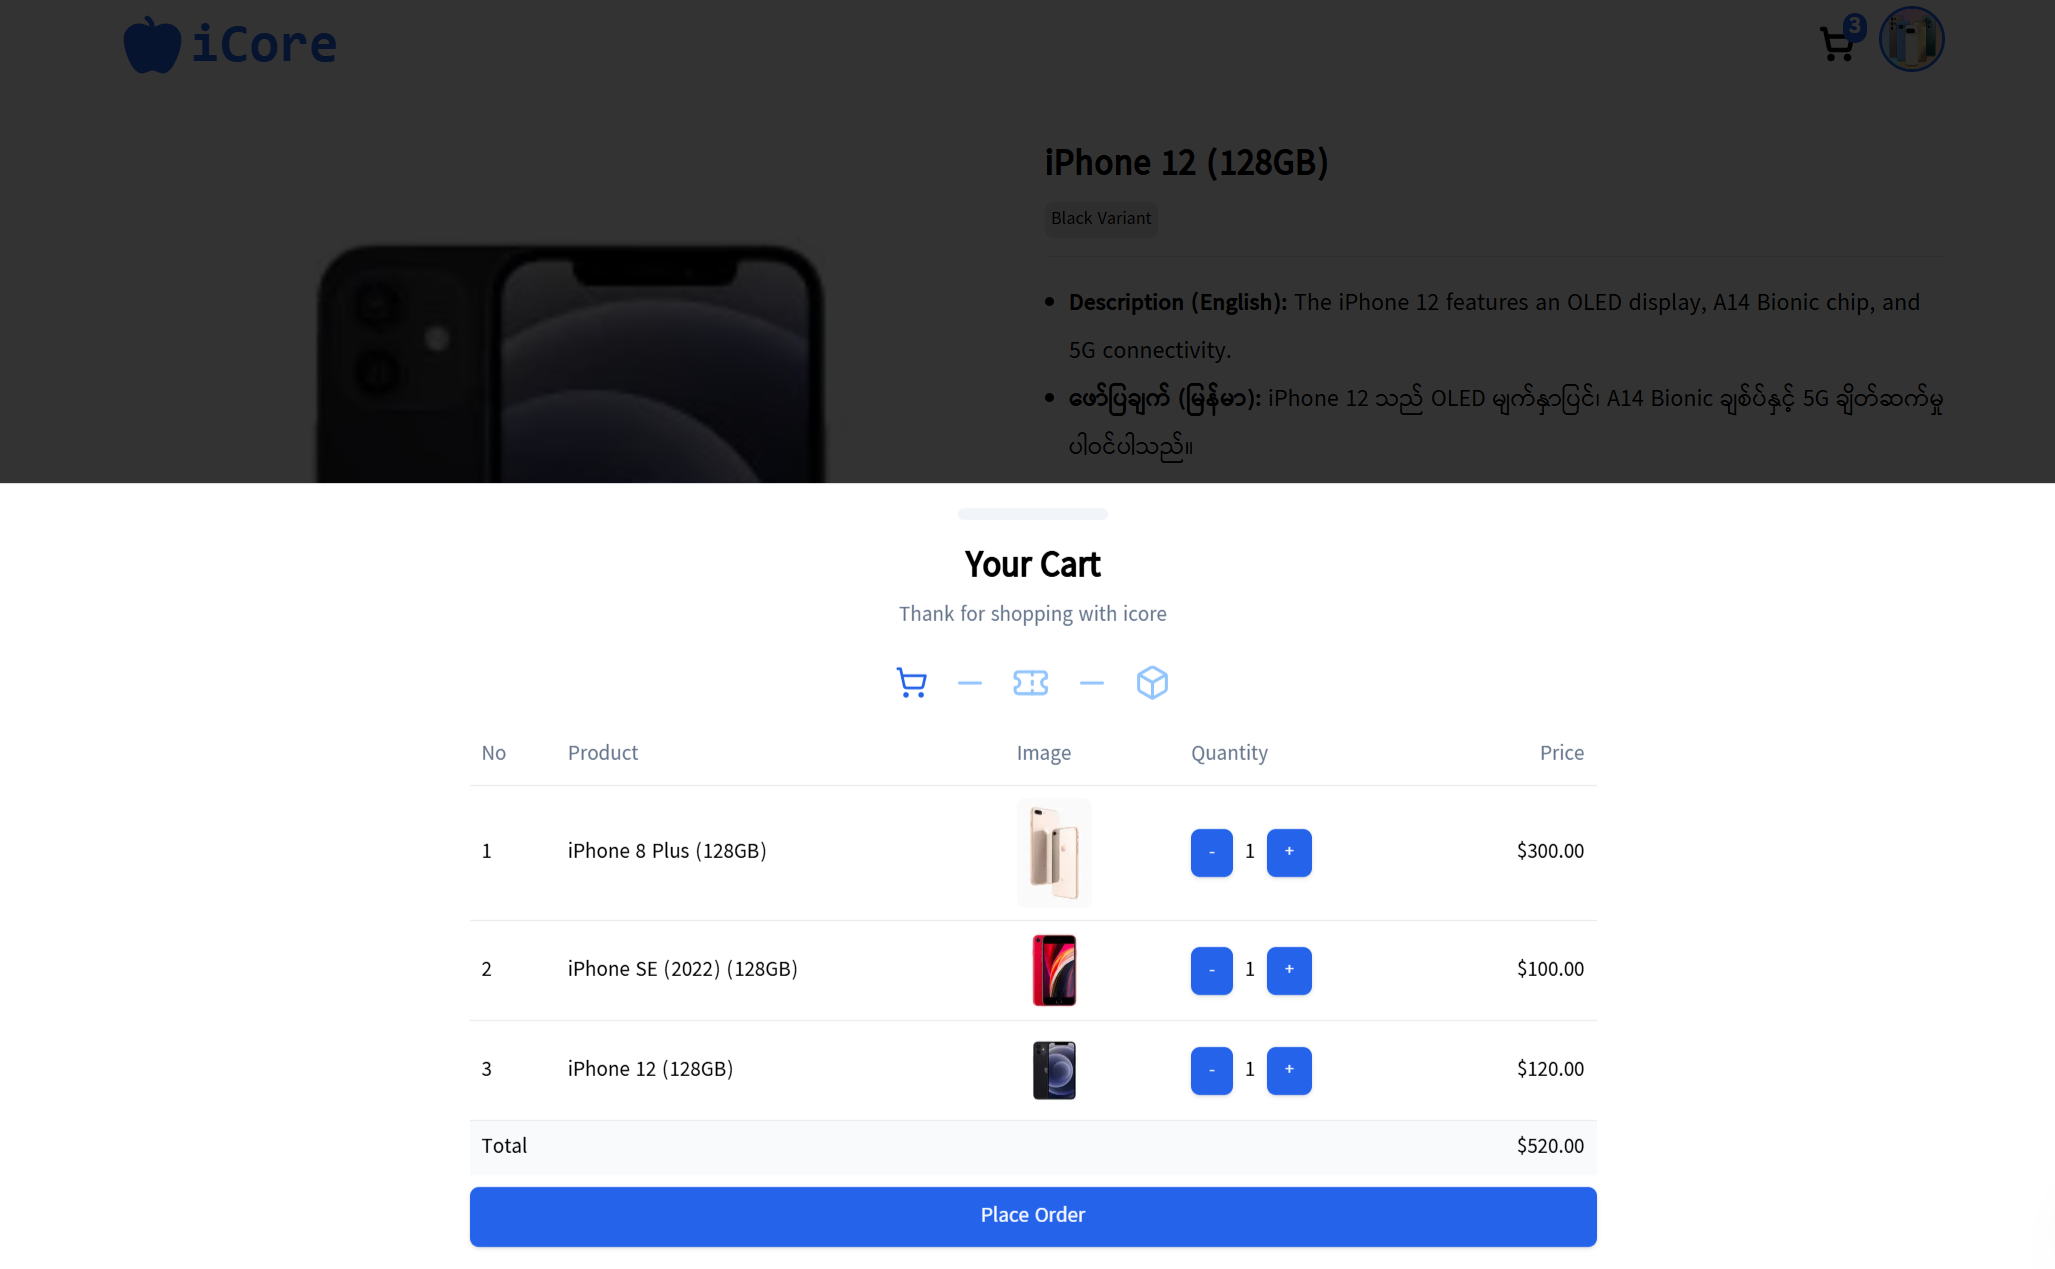 iCore
3
iPhone 12 (128GB)
Black Variant
Description (English): The iPhone 12 features an OLED display, A14 Bionic chip, and
5G connectivity.
ဖော်ပြချက် (မြန်မာ): iPhone 12 သည် OLED မျက်နှာပြင်၊ A14 Bionic ချစ်ပ်နှင့် 5G ချိတ်ဆက်မှု
ပါဝင်ပါသည်။
Your Cart
Thank for shopping with icore
No Product Image Quantity Price
1 iPhone 8 Plus (128GB) - 1 + $300.00
2 iPhone SE (2022) (128GB) - 1 + $100.00
3 iPhone 12 (128GB) - 1 + $120.00
Total $520.00
Place Order